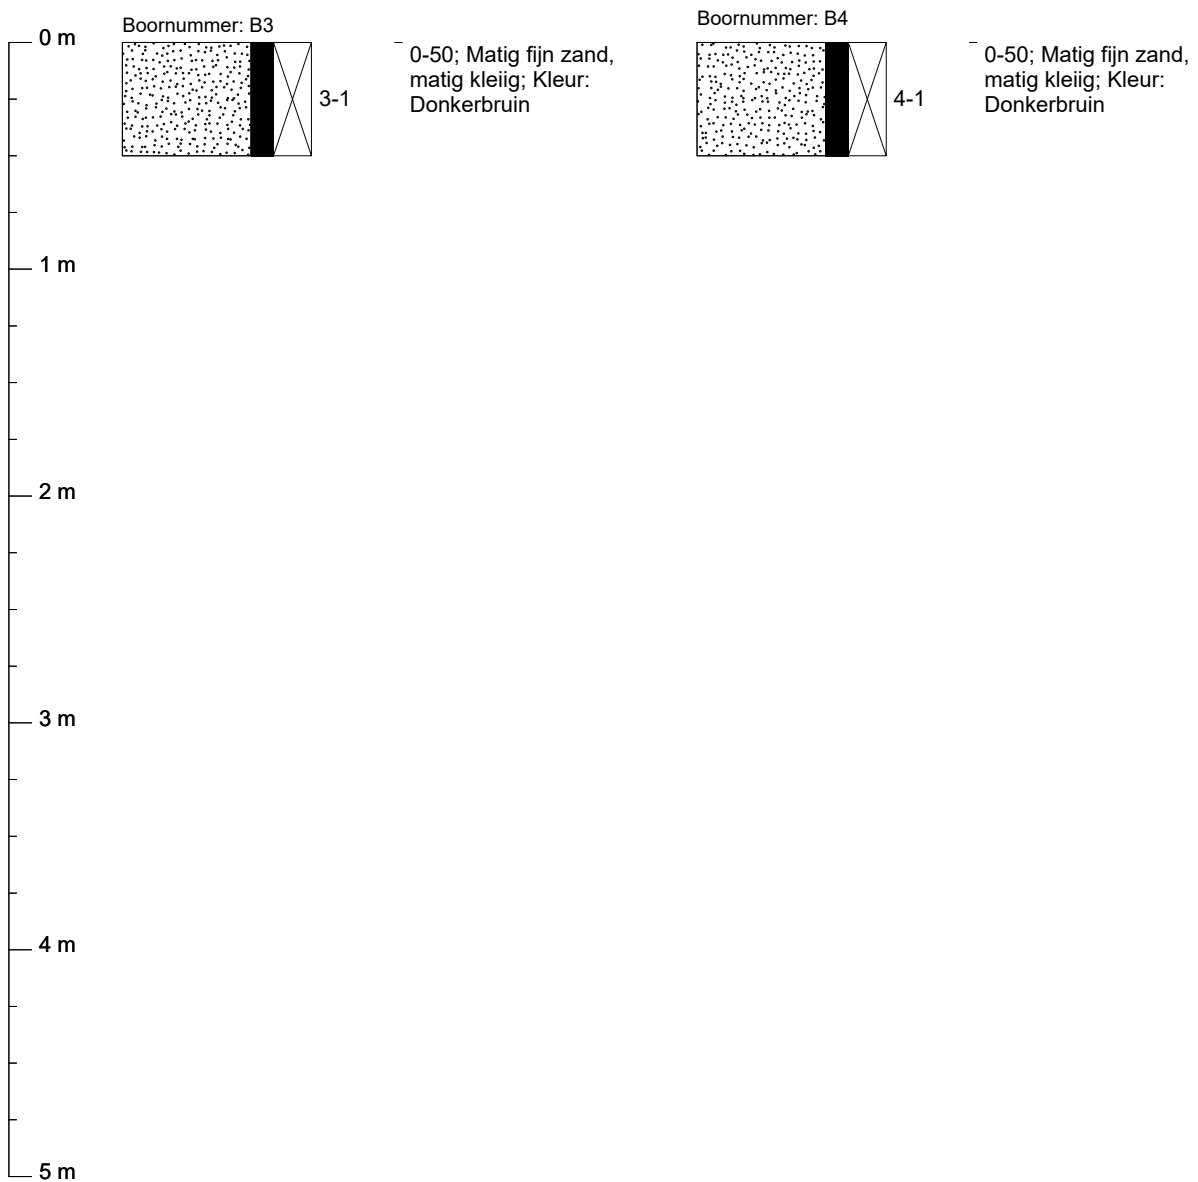 Boornummer: B3
Boornummer: B4
0 m
0-50; Matig fijn zand,
matig kleiig; Kleur:
Donkerbruin
3-1
0-50; Matig fijn zand,
matig kleiig; Kleur:
Donkerbruin
4-1
1 m
2 m
3 m
4 m
5 m